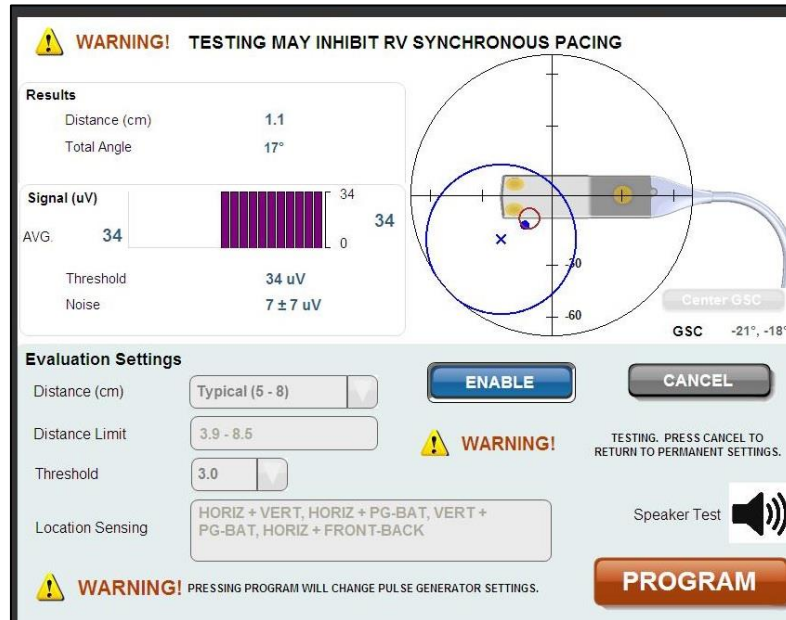 WARNING! TESTING MAY INHIBIT RV SYNCHRONOUS PACING
Results
Distance (cm) 1.1
Total Angle 17°
Signal (uV)
34
AVG. 34
34
0
Threshold 34 uV
Noise 7 ± 7 uV
-30
-60
Center GSC
GSC -21°, -18°
Evaluation Settings
Distance (cm) Typical (5 - 8)
ENABLE
CANCEL
Distance Limit 3.9 - 8.5
WARNING!
TESTING. PRESS CANCEL TO
RETURN TO PERMANENT SETTINGS.
Threshold 3.0
Location Sensing
HORIZ + VERT, HORIZ + PG-BAT, VERT +
PG-BAT, HORIZ + FRONT-BACK
Speaker Test
WARNING! PRESSING PROGRAM WILL CHANGE PULSE GENERATOR SETTINGS.
PROGRAM